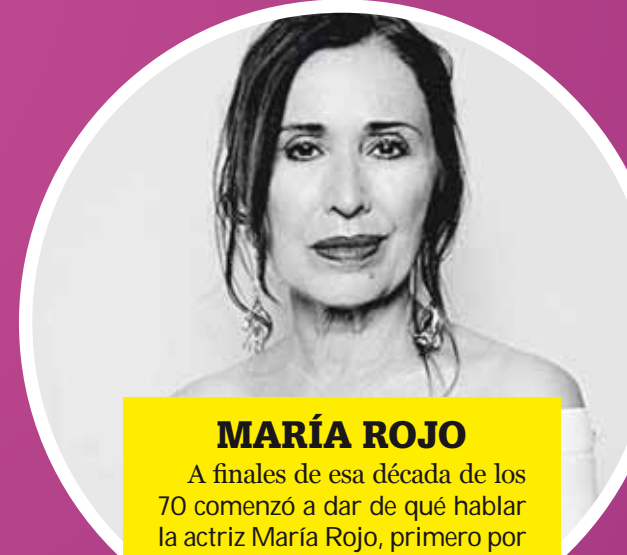 MARÍA ROJO
A finales de esa década de los
70 comenzó a dar de qué hablar
la actriz María Rojo, primero por